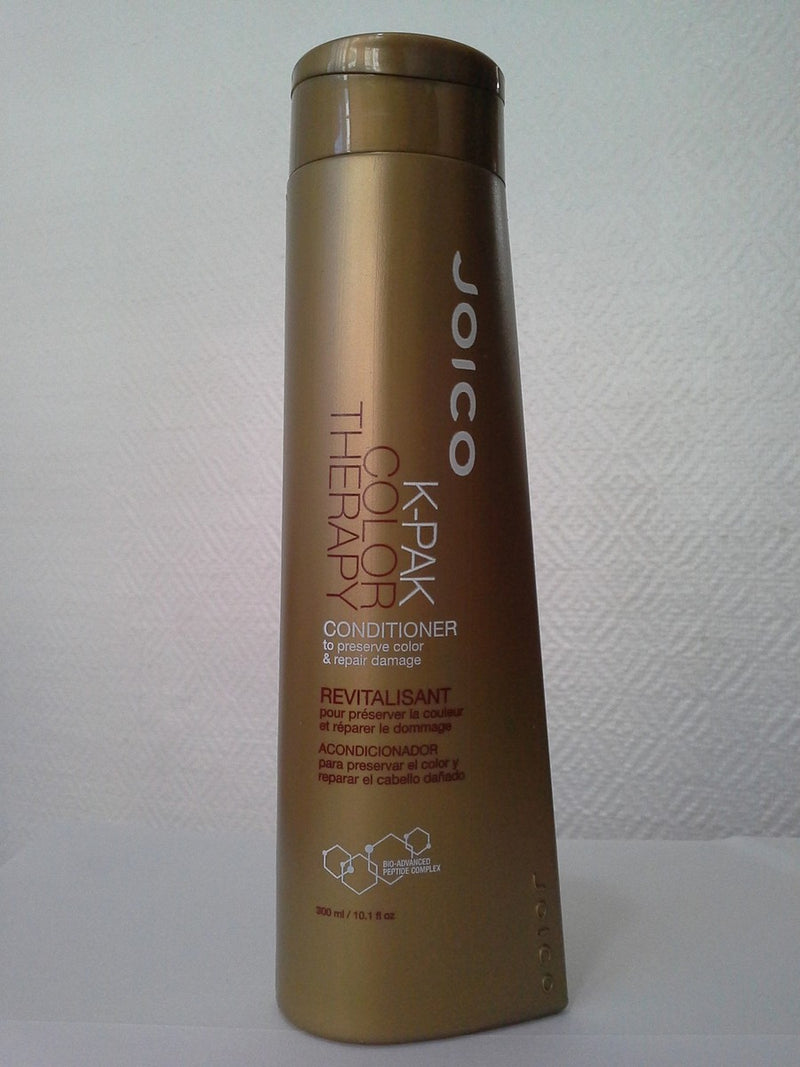 JOICO
K-PAK
COLOR
THERAPY
CONDITIONER
to preserve color
& repair damage
REVITALISANT
pour préserver la couleur
et réparer le dommage
ACONDICIONADOR
para preservar el color y
reparar el cabello dañado
BIO-ADVANCED
PEPTIDE COMPLEX
300 ml / 10.1 fl oz
JOICO